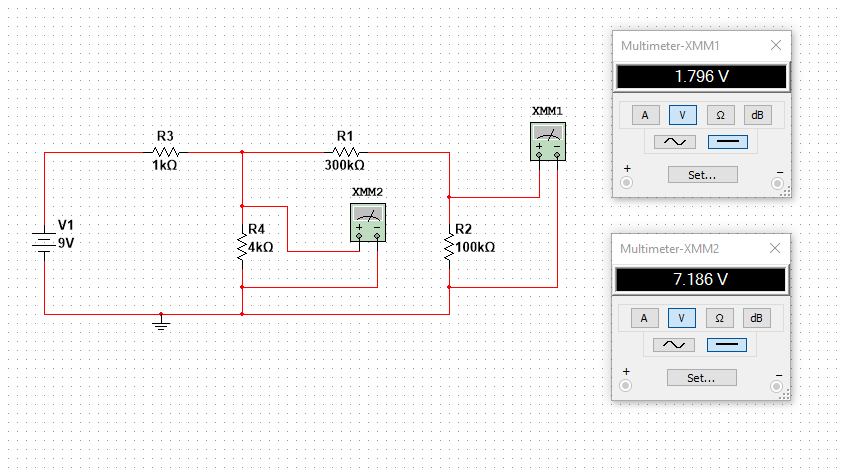 Multimeter-XMM1
1.796 V
A V Ω dB
+ Set... −
XMM1
+ −
R3
1kΩ
R1
300kΩ
XMM2
+ −
V1
9V
R4
4kΩ
R2
100kΩ
Multimeter-XMM2
7.186 V
A V Ω dB
+ Set... −